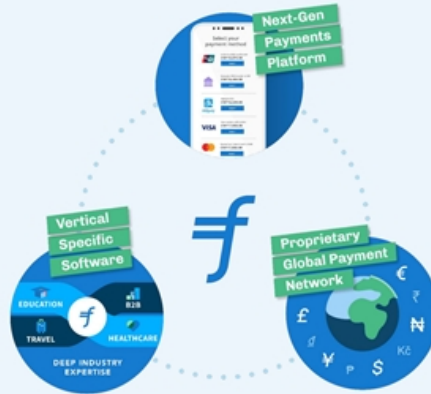 Next-Gen
Payments
Platform
Select your
payment method
VISA
Vertical
Specific
Software
EDUCATION
B2B
TRAVEL
HEALTHCARE
DEEP INDUSTRY
EXPERTISE
Proprietary
Global Payment
Network
€
£
₹
₦
₫
Kč
¥
₱
$